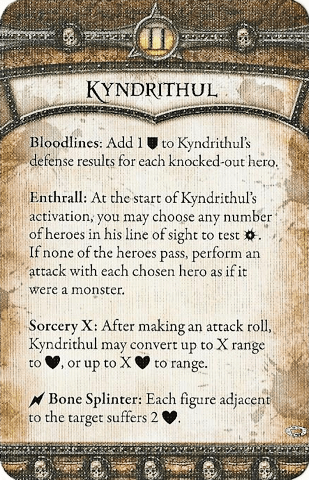 II
KYNDRITHUL
Bloodlines: Add 1 to Kyndrithul's
defense results for each knocked-out hero.
Enthrall: At the start of Kyndrithul's
activation, you may choose any number
of heroes in his line of sight to test .
If none of the heroes pass, perform an
attack with each chosen hero as if it
were a monster.
Sorcery X: After making an attack roll,
Kyndrithul may convert up to X range
to ♥, or up to X ♥ to range.
Bone Splinter: Each figure adjacent
to the target suffers 2 ♥.